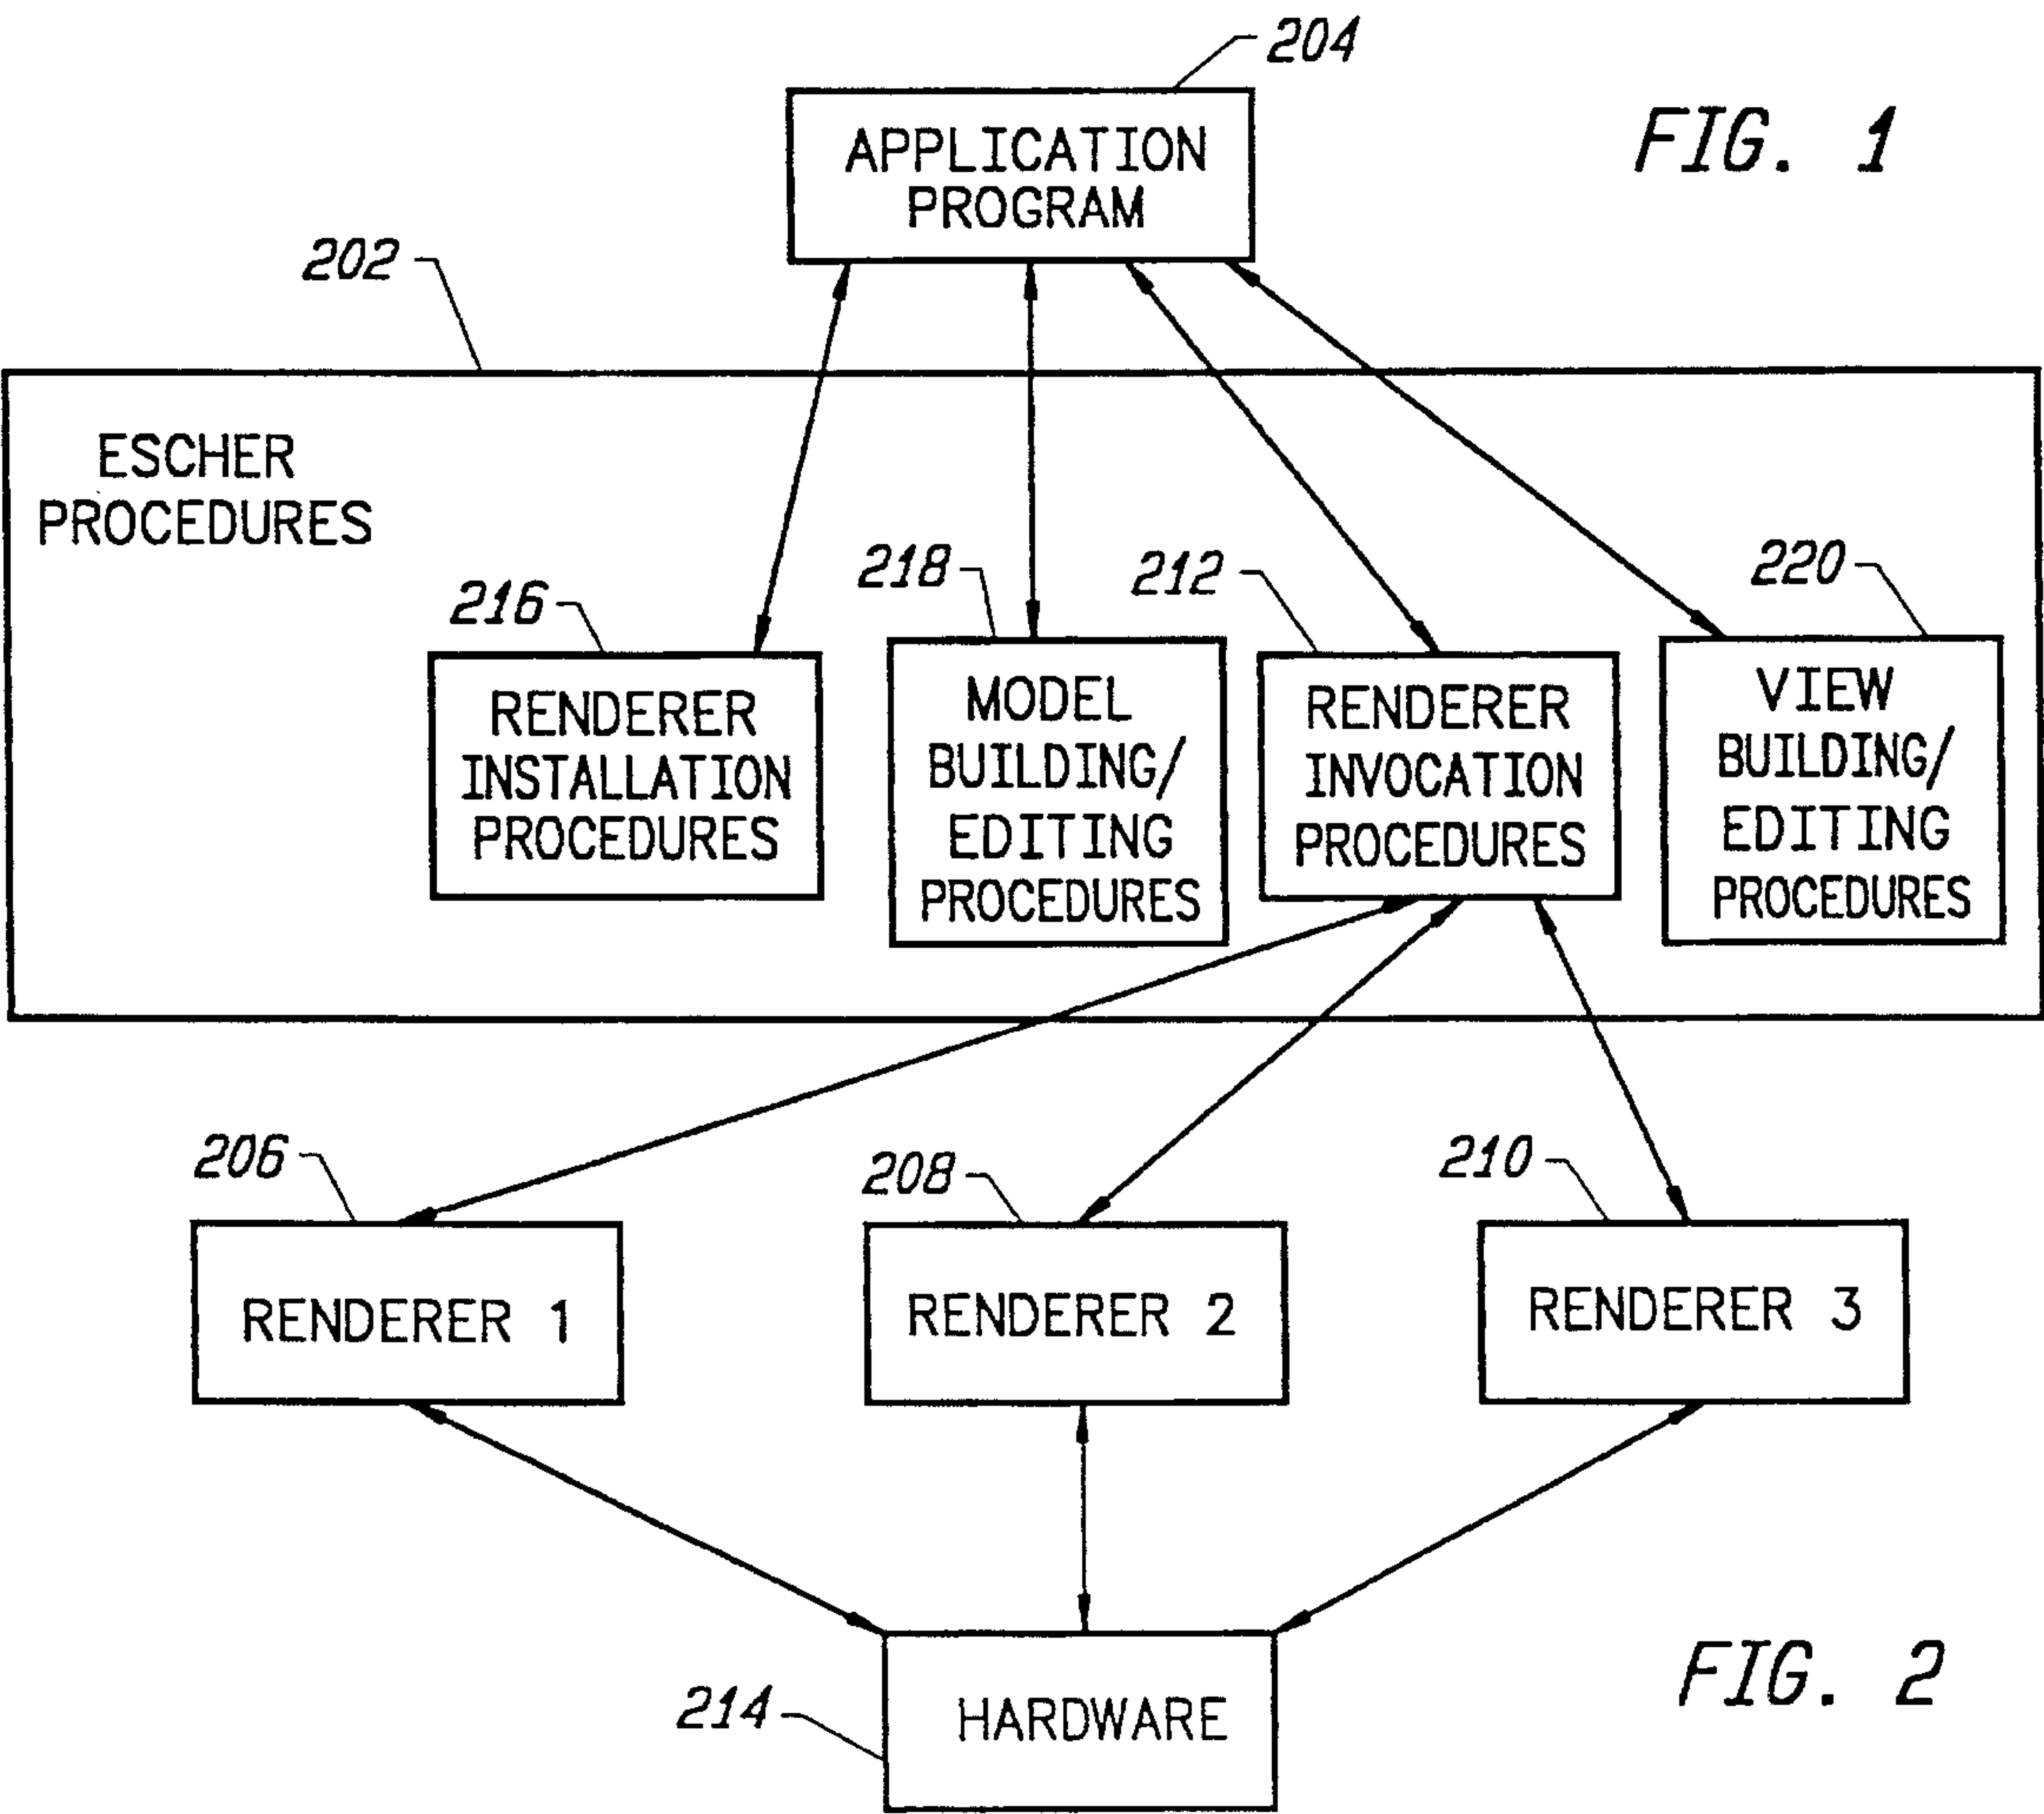 204
FIG. 1
APPLICATION
PROGRAM
202
ESCHER
PROCEDURES
216
218
212
220
RENDERER
INSTALLATION
PROCEDURES
MODEL
BUILDING/
EDITING
PROCEDURES
RENDERER
INVOCATION
PROCEDURES
VIEW
BUILDING/
EDITING
PROCEDURES
206
208
210
RENDERER 1
RENDERER 2
RENDERER 3
214
HARDWARE
FIG. 2